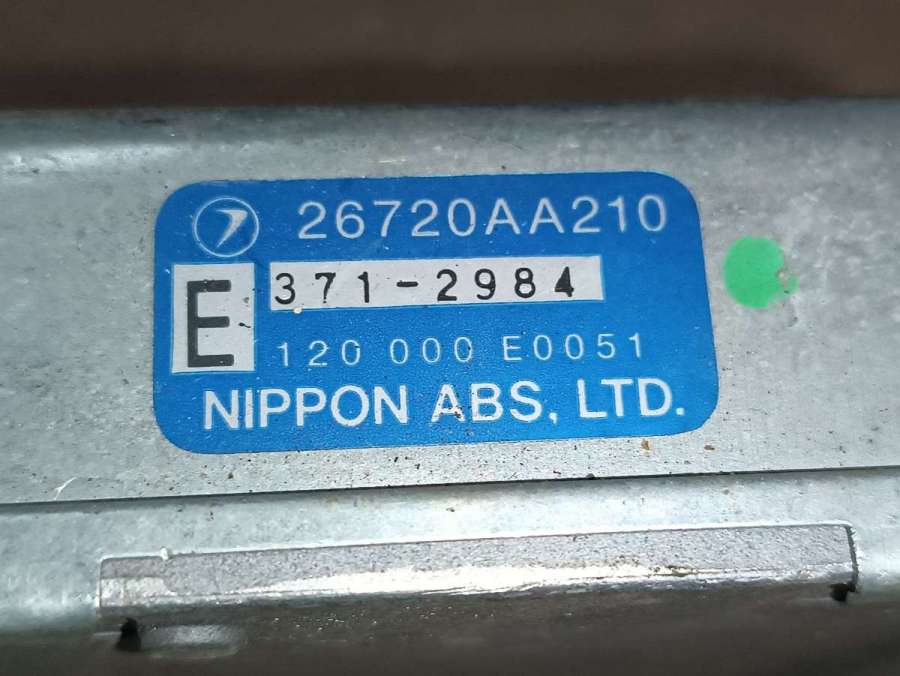 26720AA210
E 371-2984
120 000 E0051
NIPPON ABS, LTD.